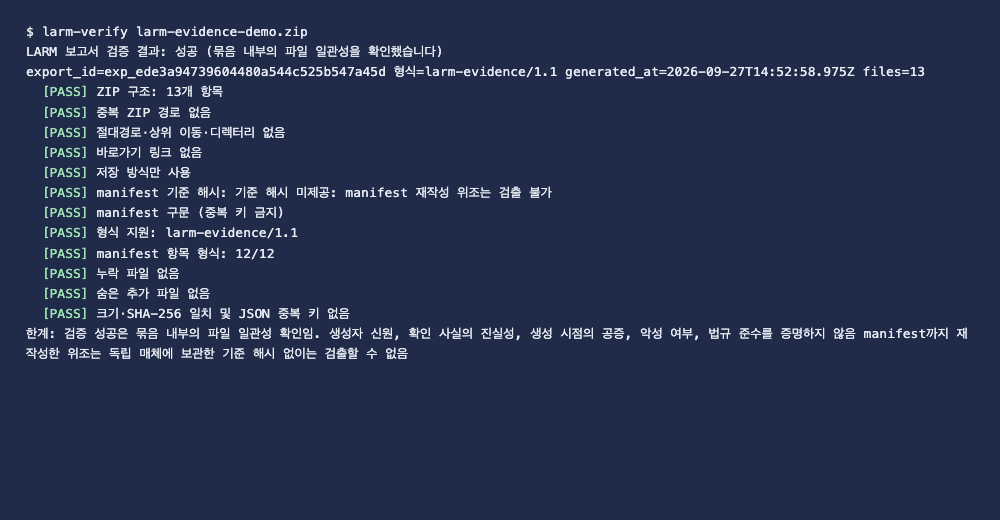 $ larm-verify larm-evidence-demo.zip
LARM 보고서 검증 결과: 성공 (묶음 내부의 파일 일관성을 확인했습니다)
export_id=exp_ede3a94739604480a544c525b547a45d 형식=larm-evidence/1.1 generated_at=2026-09-27T14:52:58.975Z files=13
[PASS] ZIP 구조: 13개 항목
[PASS] 중복 ZIP 경로 없음
[PASS] 절대경로·상위 이동·디렉터리 없음
[PASS] 바로가기 링크 없음
[PASS] 저장 방식만 사용
[PASS] manifest 기준 해시: 기준 해시 미제공: manifest 재작성 위조는 검출 불가
[PASS] manifest 구문 (중복 키 금지)
[PASS] 형식 지원: larm-evidence/1.1
[PASS] manifest 항목 형식: 12/12
[PASS] 누락 파일 없음
[PASS] 숨은 추가 파일 없음
[PASS] 크기·SHA-256 일치 및 JSON 중복 키 없음
한계: 검증 성공은 묶음 내부의 파일 일관성 확인임. 생성자 신원, 확인 사실의 진실성, 생성 시점의 공증, 악성 여부, 법규 준수를 증명하지 않음 manifest까지 재
작성한 위조는 독립 매체에 보관한 기준 해시 없이는 검출할 수 없음